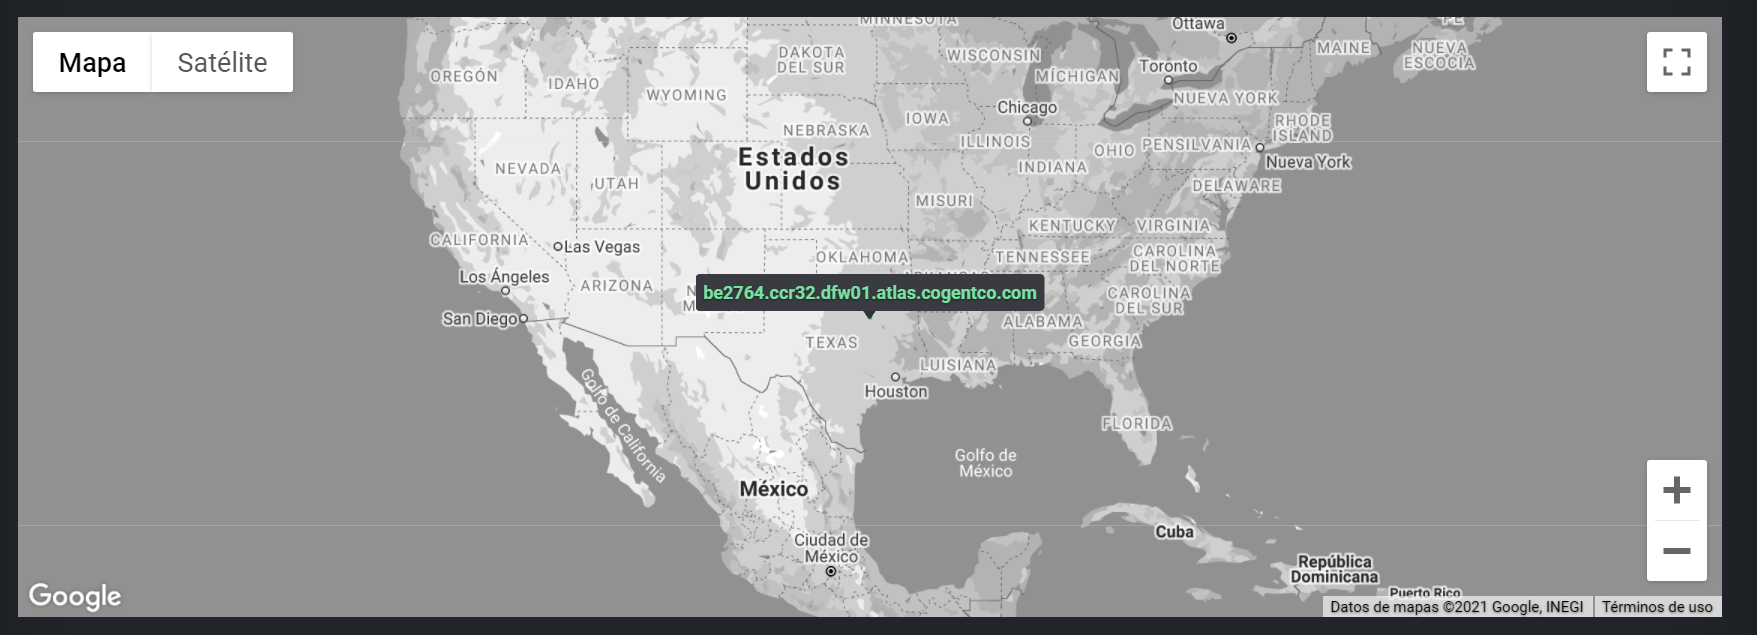 Mapa
Satélite
MINNESOTA
Ottawa
PE
OREGÓN
IDAHO
WYOMING
DAKOTA
DEL SUR
WISCONSIN
MÍCHIGAN
Toronto
MAINE
NUEVA
ESCOCIA
NUEVA YORK
Chicago
NEBRASKA
IOWA
ILLINOIS
INDIANA
OHIO
PENSILVANIA
RHODE
ISLAND
Nueva York
NEVADA
UTAH
Estados
Unidos
MISURI
DELAWARE
KENTUCKY
VIRGINIA
CALIFORNIA
Las Vegas
OKLAHOMA
TENNESSEE
CAROLINA
DEL NORTE
Los Ángeles
ARIZONA
ARKANSAS
be2764.ccr32.dfw01.atlas.cogentco.com
CAROLINA
DEL SUR
San Diego
TEXAS
ALABAMA
GEORGIA
LUISIANA
Houston
Golfo de California
FLORIDA
Golfo de
México
México
Ciudad de
México
Cuba
República
Dominicana
Puerto Rico
Google
Datos de mapas ©2021 Google, INEGI
Términos de uso